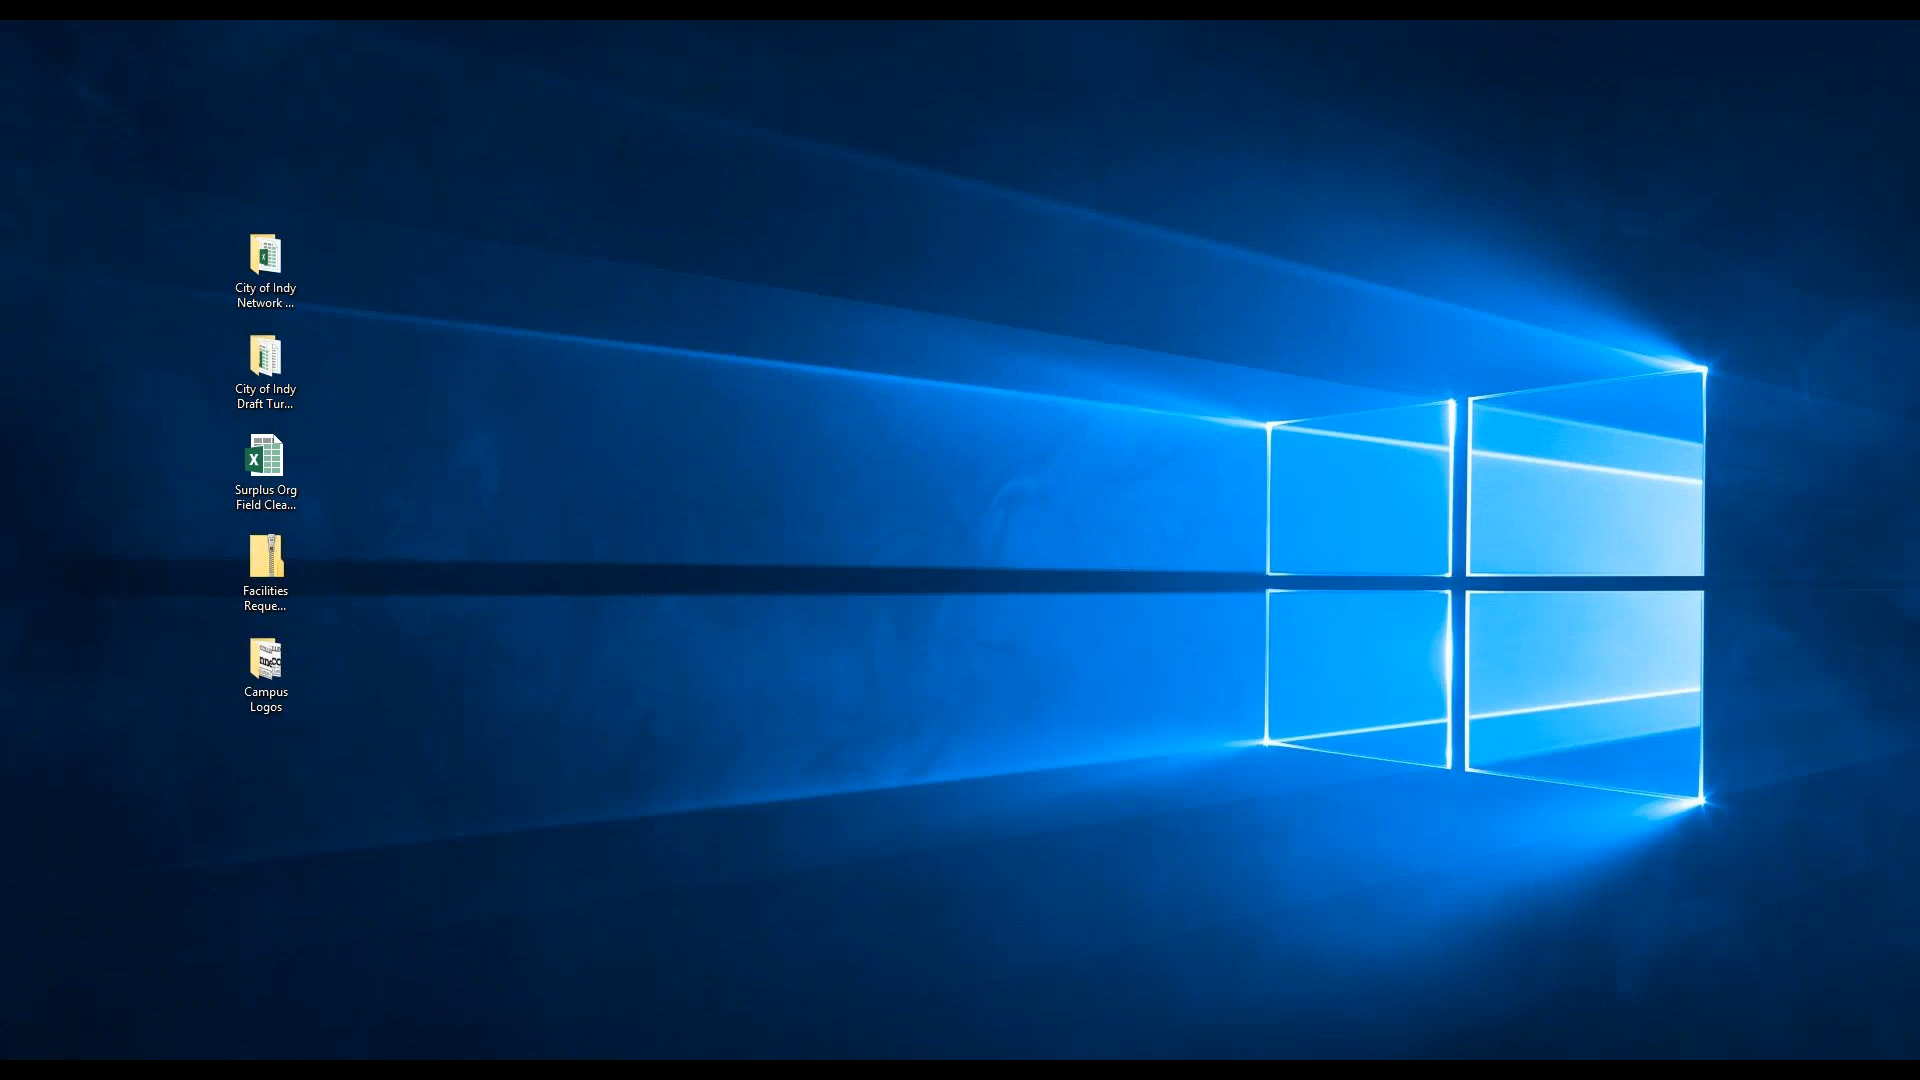 City of Indy
Network ...
City of Indy
Draft Tur...
Surplus Org
Field Clea...
Facilities
Reque...
Campus
Logos